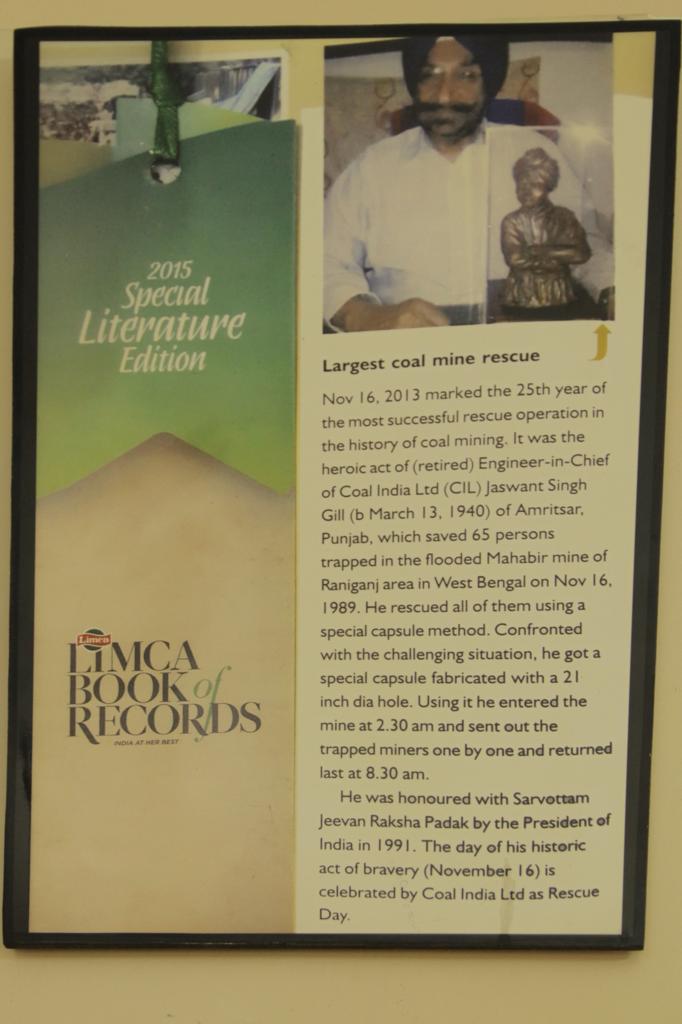 2015
Special
Literature
Edition
Limca
LIMCA
BOOK of
RECORDS
INDIA AT HER BEST
Largest coal mine rescue
Nov 16, 2013 marked the 25th year of
the most successful rescue operation in
the history of coal mining. It was the
heroic act of (retired) Engineer-in-Chief
of Coal India Ltd (CIL) Jaswant Singh
Gill (b March 13, 1940) of Amritsar,
Punjab, which saved 65 persons
trapped in the flooded Mahabir mine of
Raniganj area in West Bengal on Nov 16,
1989. He rescued all of them using a
special capsule method. Confronted
with the challenging situation, he got a
special capsule fabricated with a 21
inch dia hole. Using it he entered the
mine at 2.30 am and sent out the
trapped miners one by one and returned
last at 8.30 am.
He was honoured with Sarvottam
Jeevan Raksha Padak by the President of
India in 1991. The day of his historic
act of bravery (November 16) is
celebrated by Coal India Ltd as Rescue
Day.